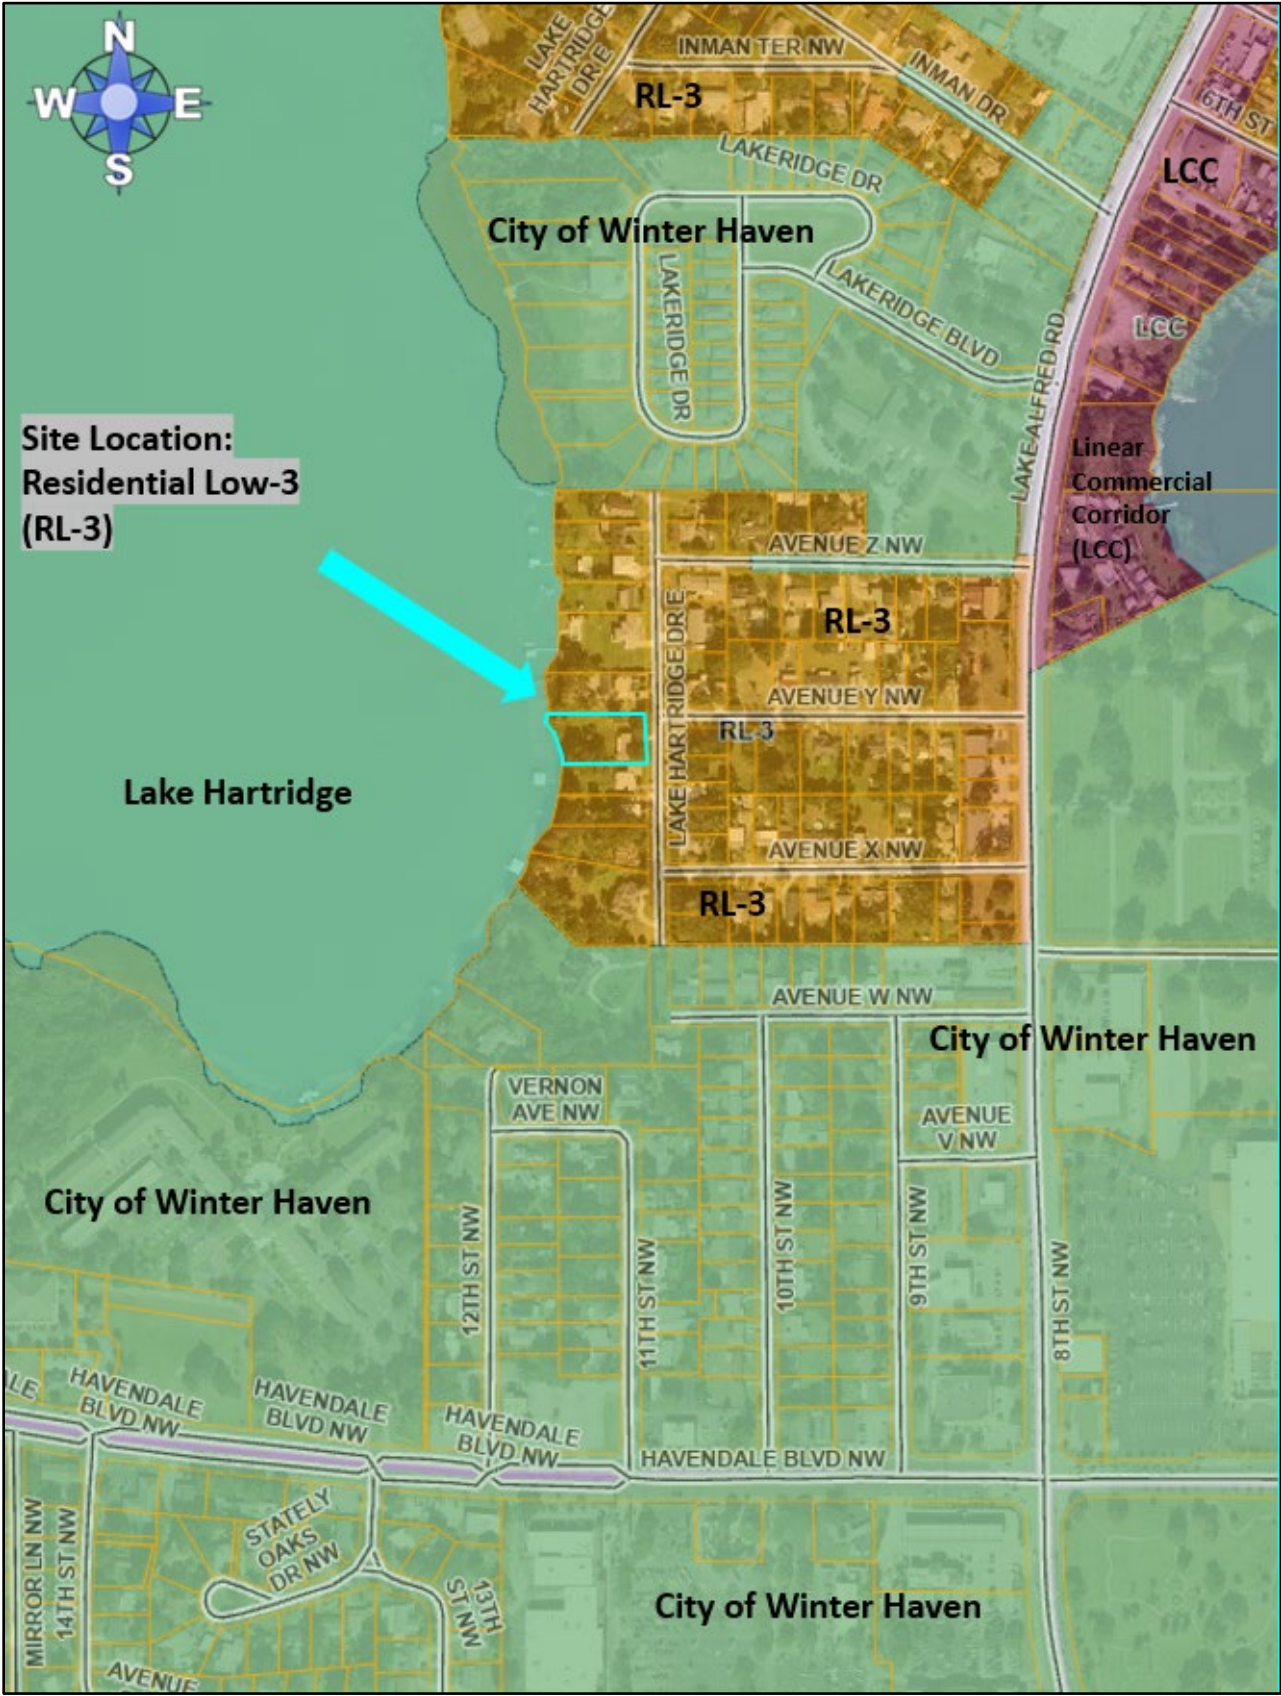 N
W E
S
LAKE
HARTRIDGE
DR E
INMAN TER NW
RL-3
INMAN DR
6TH ST
LCC
LAKERIDGE DR
City of Winter Haven
LAKERIDGE DR
LAKERIDGE BLVD
LCC
LAKE ALFRED RD
Site Location:
Residential Low-3
(RL-3)
Linear
Commercial
Corridor
(LCC)
AVENUE Z NW
LAKE HARTRIDGE DR E
RL-3
AVENUE Y NW
RL-3
Lake Hartridge
AVENUE X NW
RL-3
AVENUE W NW
City of Winter Haven
VERNON
AVE NW
AVENUE
V NW
City of Winter Haven
12TH ST NW
11TH ST NW
10TH ST NW
9TH ST NW
8TH ST NW
ALE
HAVENDALE
BLVD NW
HAVENDALE
BLVD NW
HAVENDALE
BLVD NW
HAVENDALE BLVD NW
MIRROR LN NW
14TH ST NW
STATELY
OAKS
DR NW
13TH
ST NW
City of Winter Haven
AVENUE